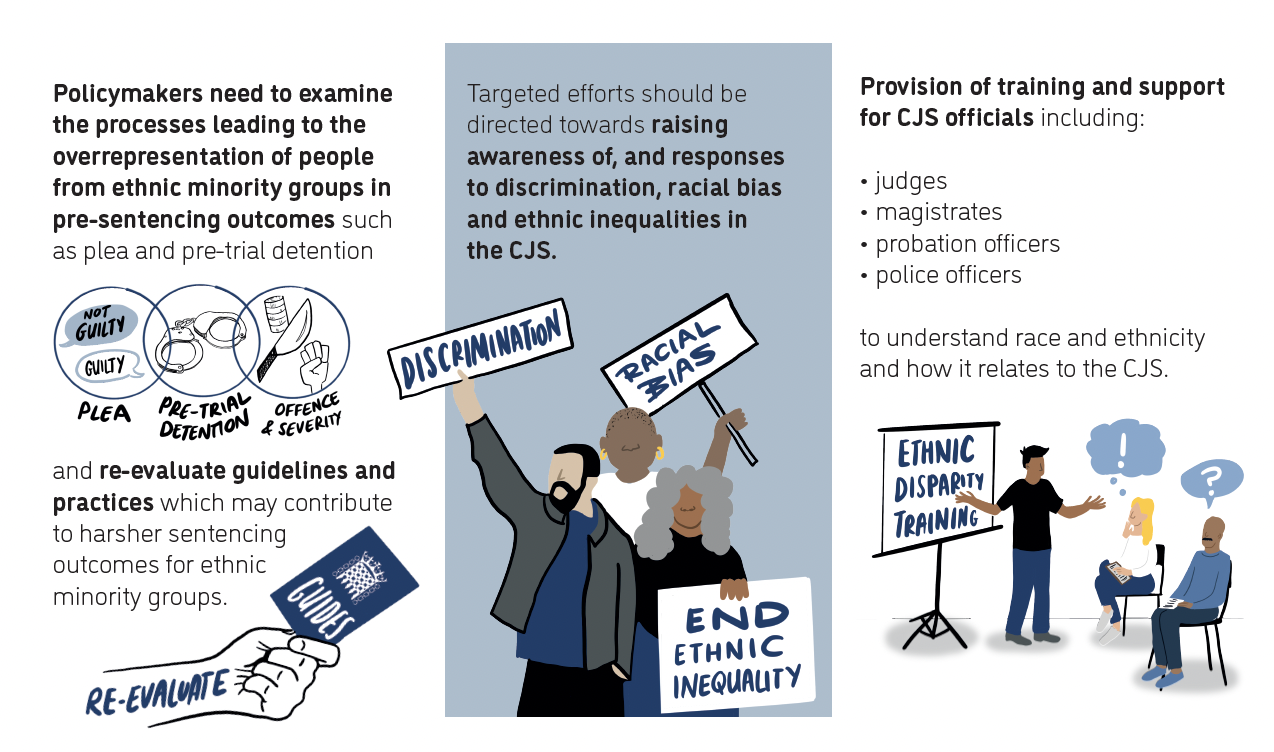 Policymakers need to examine
the processes leading to the
overrepresentation of people
from ethnic minority groups in
pre-sentencing outcomes such
as plea and pre-trial detention
NOT
GUILTY
GUILTY
PLEA
PRE-TRIAL
DETENTION
OFFENCE
& SEVERITY
and re-evaluate guidelines and
practices which may contribute
to harsher sentencing
outcomes for ethnic
minority groups.
GUIDES
RE-EVALUATE
Targeted efforts should be
directed towards raising
awareness of, and responses
to discrimination, racial bias
and ethnic inequalities in
the CJS.
DISCRIMINATION
RACIAL
BIAS
END
ETHNIC
INEQUALITY
Provision of training and support
for CJS officials including:
• judges
• magistrates
• probation officers
• police officers
to understand race and ethnicity
and how it relates to the CJS.
ETHNIC
DISPARITY
TRAINING
!
?